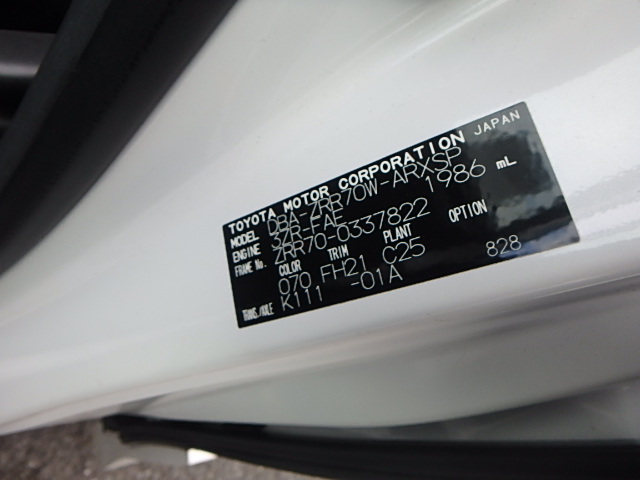 TOYOTA MOTOR CORPORATION JAPAN
MODEL DBA-ZRR70W-ARXSP
ENGINE 3ZR-FAE 1986 mL
FRAME No. ZRR70-0337822
COLOR TRIM PLANT OPTION
070 FH21 C25 828
TRANS./AXLE K111 -01A